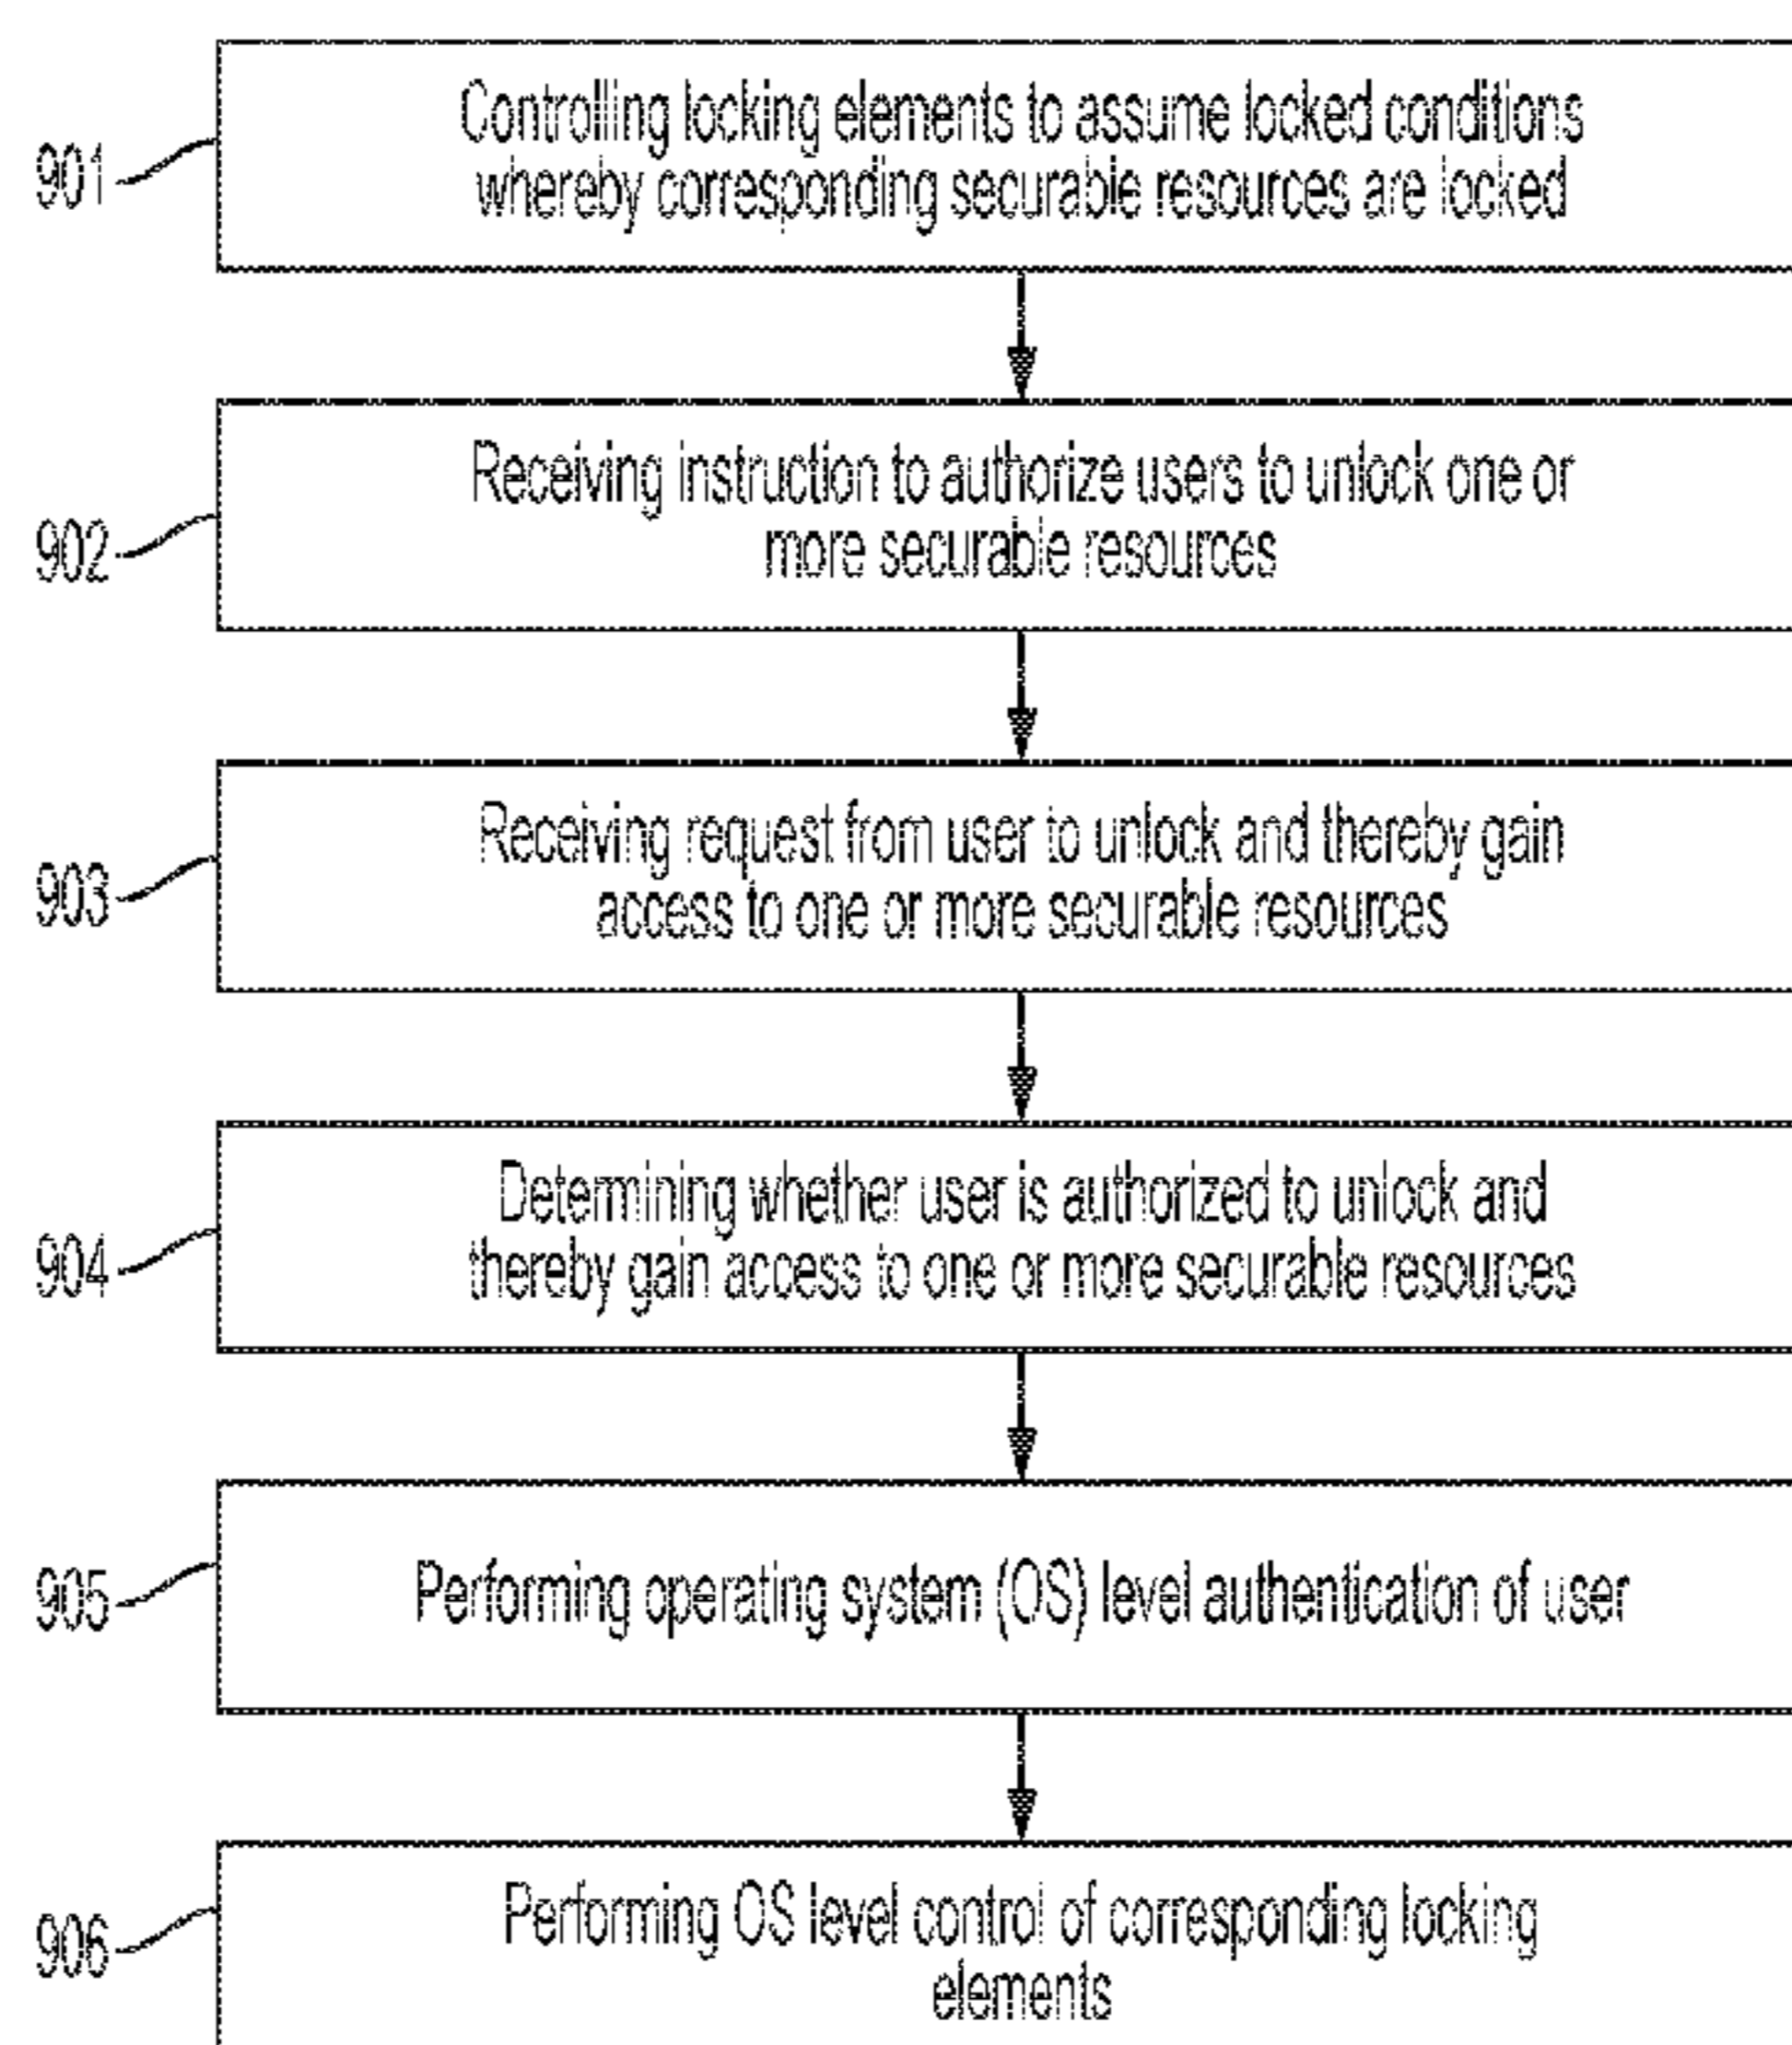 Controlling locking elements to assume locked conditions
whereby corresponding securable resources are locked
901
Receiving instruction to authorize users to unlock one or
more securable resources
902
Receiving request from user to unlock and thereby gain
access to one or more securable resources
903
Determining whether user is authorized to unlock and
thereby gain access to one or more securable resources
904
Performing operating system (OS) level authentication of user
905
Performing OS level control of corresponding locking
elements
906